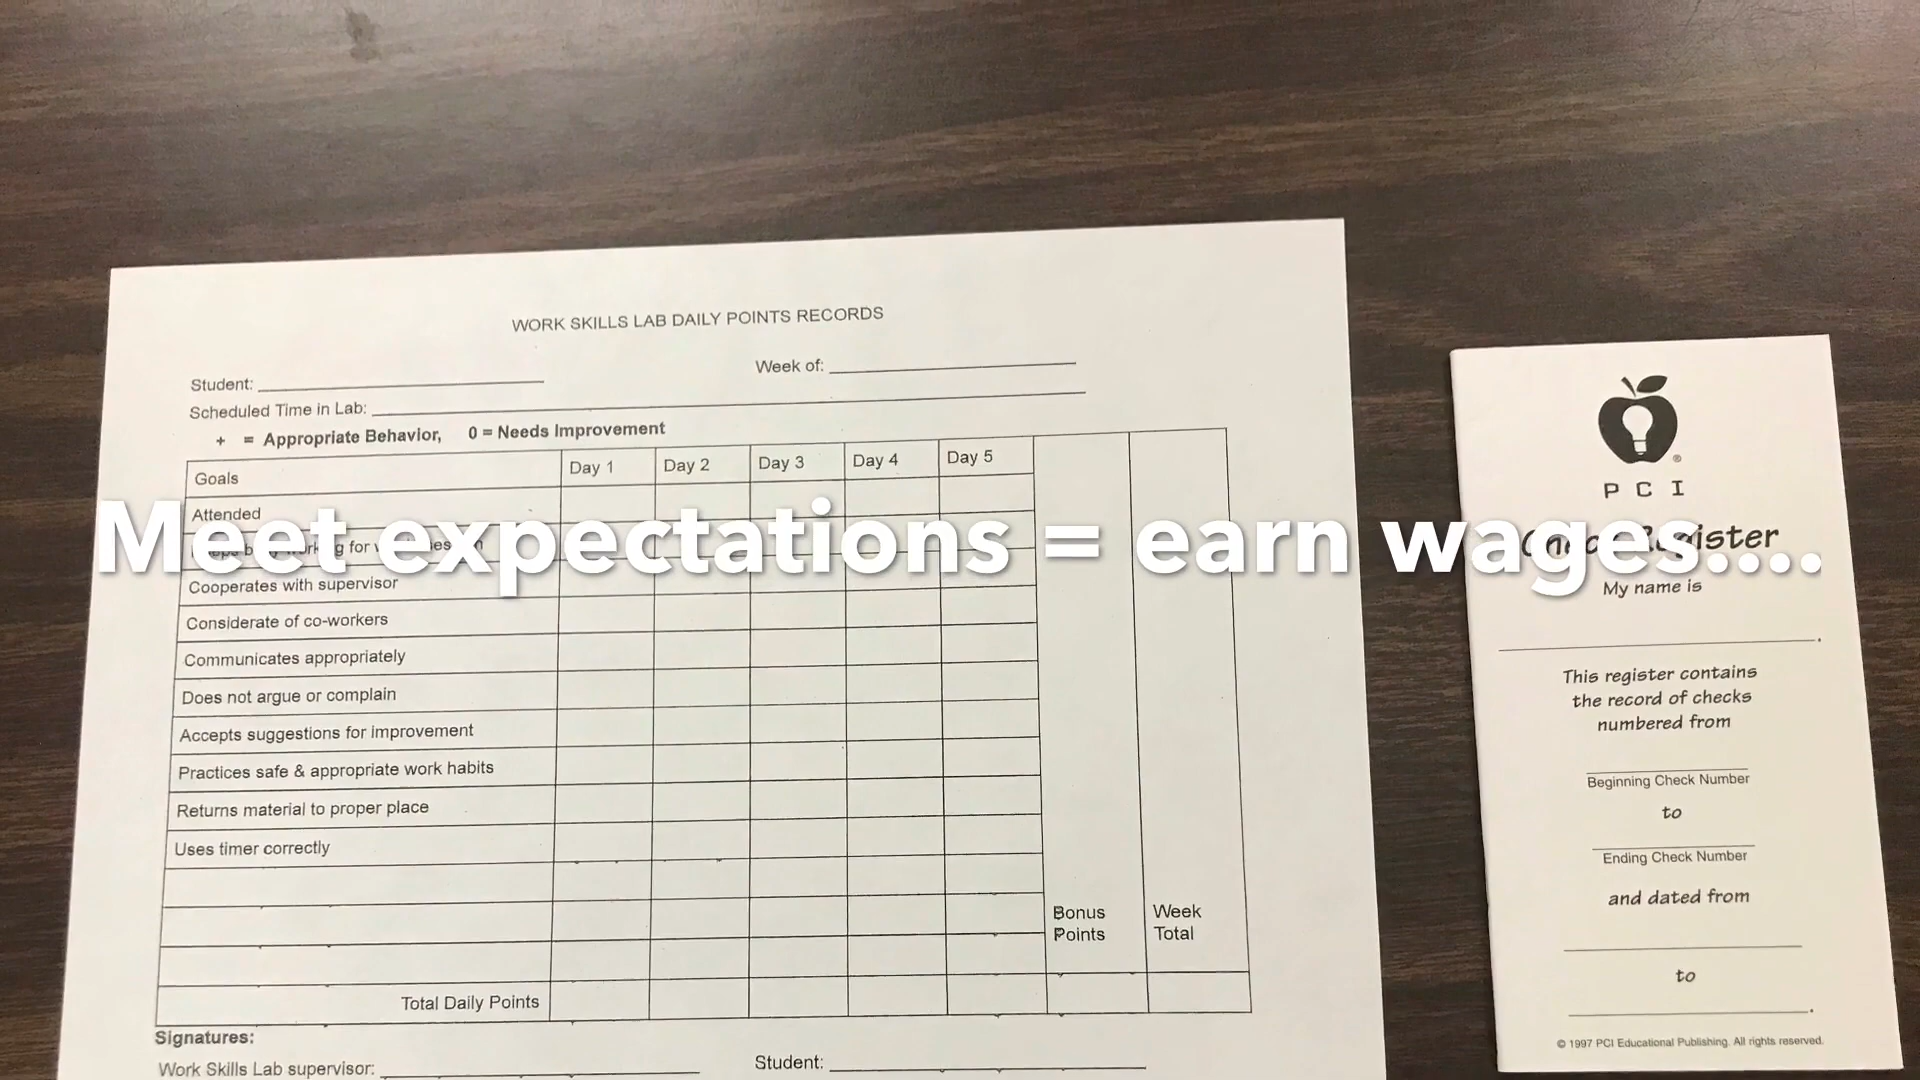 WORK SKILLS LAB DAILY POINTS RECORDS
Student:
Week of:
Scheduled Time in Lab:
+ = Appropriate Behavior, 0 = Needs Improvement
Goals Day 1 Day 2 Day 3 Day 4 Day 5
Attended
Meet expectations = earn wages....
Cooperates with supervisor
Considerate of co-workers
Communicates appropriately
Does not argue or complain
Accepts suggestions for improvement
Practices safe & appropriate work habits
Returns material to proper place
Uses timer correctly
Bonus Points
Week Total
Total Daily Points
Signatures:
Work Skills Lab supervisor:
Student:
PCI
®
Check Register
My name is
This register contains
the record of checks
numbered from
Beginning Check Number
to
Ending Check Number
and dated from
to
© 1997 PCI Educational Publishing. All rights reserved.